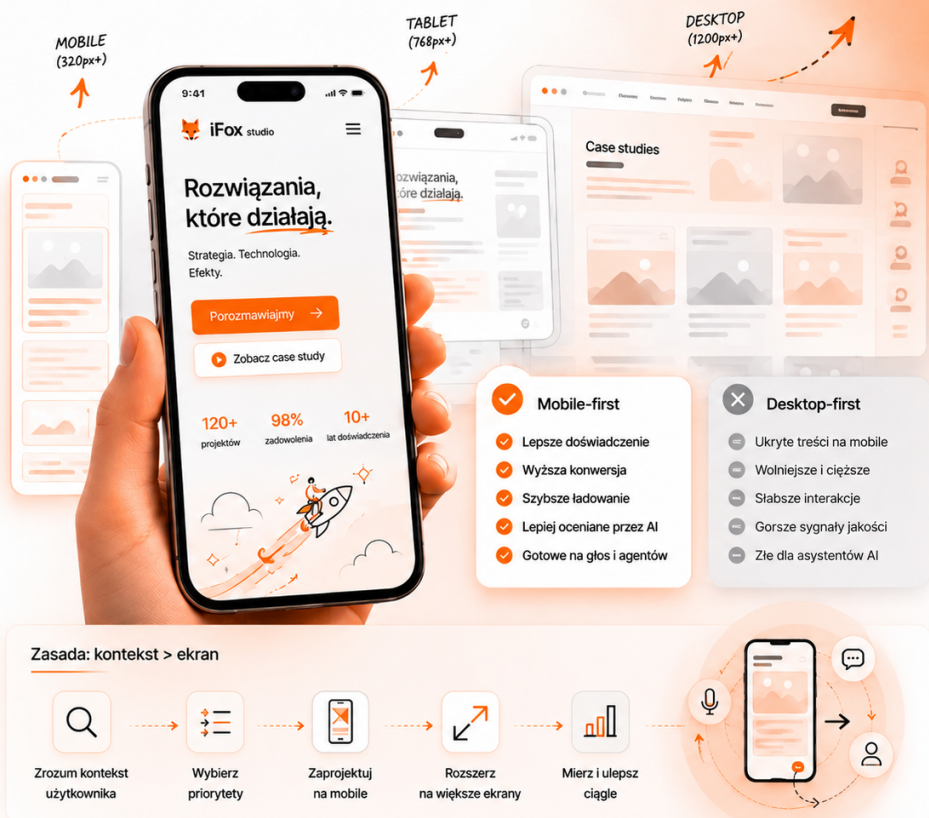 MOBILE
(320px+)
TABLET
(768px+)
DESKTOP
(1200px+)
9:41
iFox studio
Rozwiązania,
które działają.
Strategia. Technologia.
Efekty.
Porozmawiajmy
Zobacz case study
120+
projektów
98%
zadowolenia
10+
lat doświadczenia
ozwiązania,
tóre działają.
Case studies
Mobile-first
Lepsze doświadczenie
Wyższa konwersja
Szybsze ładowanie
Lepiej oceniane przez AI
Gotowe na głos i agentów
Desktop-first
Ukryte treści na mobile
Wolniejsze i cięższe
Słabsze interakcje
Gorsze sygnały jakości
Złe dla asystentów AI
Zasada: kontekst > ekran
Zrozum kontekst
użytkownika
Wybierz
priorytety
Zaprojektuj
na mobile
Rozszerz
na większe ekrany
Mierz i ulepsz
ciągle